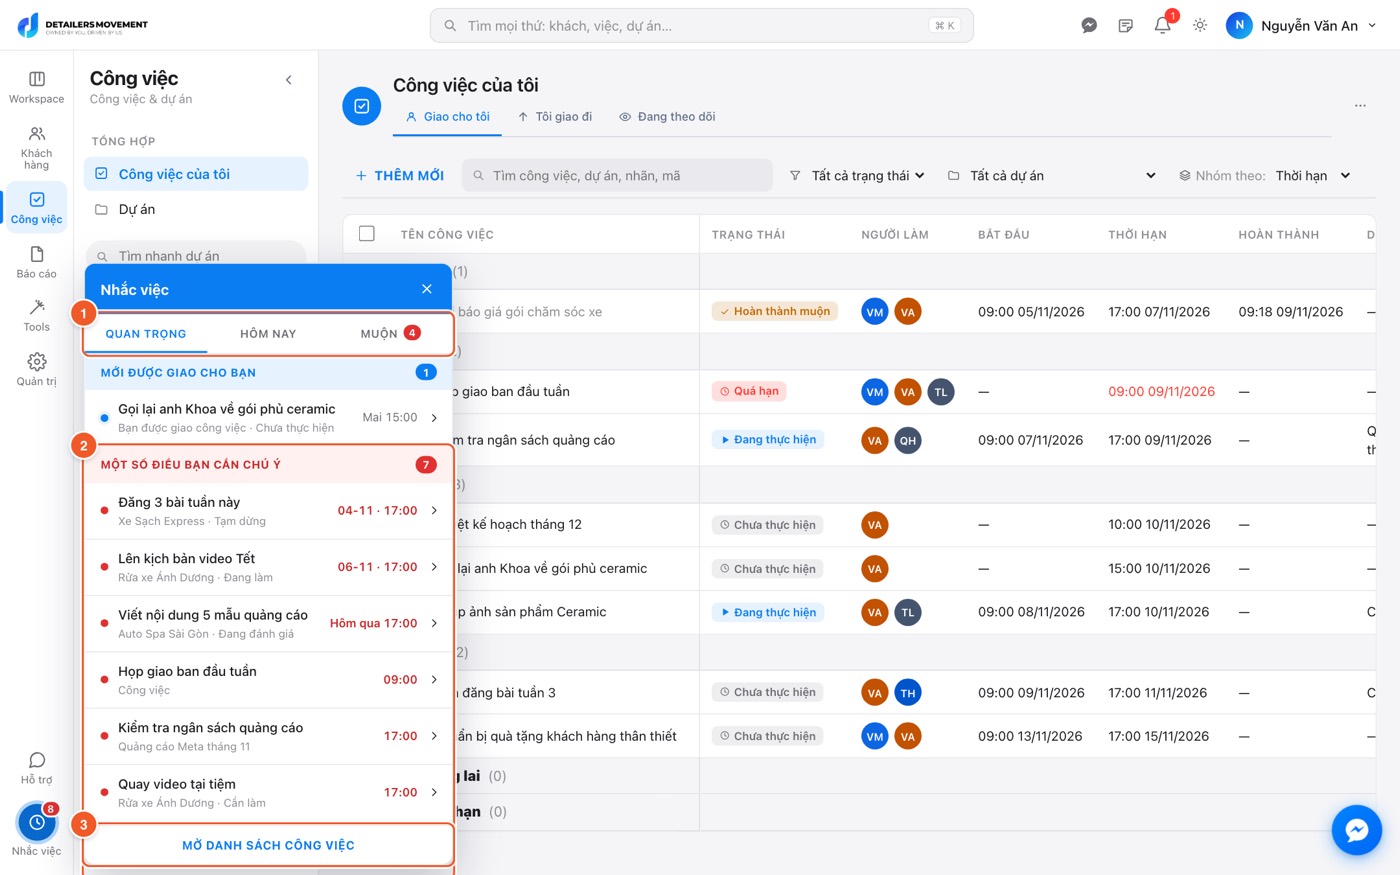 DETAILERS MOVEMENT
OWNED BY YOU, DRIVEN BY US
Tìm mọi thứ: khách, việc, dự án...
⌘ K
1
N
Nguyễn Văn An
Workspace
Khách hàng
Công việc
Báo cáo
Tools
Quản trị
Hỗ trợ
8
Nhắc việc
Công việc
Công việc & dự án
TỔNG HỢP
Công việc của tôi
Dự án
Tìm nhanh dự án
Công việc của tôi
Giao cho tôi
Tôi giao đi
Đang theo dõi
...
+ THÊM MỚI
Tìm công việc, dự án, nhãn, mã
Tất cả trạng thái
Tất cả dự án
Nhóm theo: Thời hạn
TÊN CÔNG VIỆC
TRẠNG THÁI
NGƯỜI LÀM
BẮT ĐẦU
THỜI HẠN
HOÀN THÀNH
D
(1)
báo giá gói chăm sóc xe
Hoàn thành muộn
VM VA
09:00 05/11/2026
17:00 07/11/2026
09:18 09/11/2026
—
)
giao ban đầu tuần
Quá hạn
VM VA TL
—
09:00 09/11/2026
—
—
m tra ngân sách quảng cáo
Đang thực hiện
VA QH
09:00 07/11/2026
17:00 09/11/2026
—
Q
th
3)
ệt kế hoạch tháng 12
Chưa thực hiện
VA
—
10:00 10/11/2026
—
—
lại anh Khoa về gói phủ ceramic
Chưa thực hiện
VA
—
15:00 10/11/2026
—
—
p ảnh sản phẩm Ceramic
Đang thực hiện
VA TL
09:00 08/11/2026
17:00 10/11/2026
—
C
2)
đăng bài tuần 3
Chưa thực hiện
VA TH
09:00 09/11/2026
17:00 11/11/2026
—
C
ẩn bị quà tặng khách hàng thân thiết
Chưa thực hiện
VM VA
09:00 13/11/2026
17:00 15/11/2026
—
—
lai (0)
hạn (0)
Nhắc việc
1
QUAN TRỌNG
HÔM NAY
MUỘN 4
MỚI ĐƯỢC GIAO CHO BẠN 1
Gọi lại anh Khoa về gói phủ ceramic
Bạn được giao công việc · Chưa thực hiện
Mai 15:00
2
MỘT SỐ ĐIỀU BẠN CẦN CHÚ Ý 7
Đăng 3 bài tuần này
Xe Sạch Express · Tạm dừng
04-11 · 17:00
Lên kịch bản video Tết
Rửa xe Ánh Dương · Đang làm
06-11 · 17:00
Viết nội dung 5 mẫu quảng cáo
Auto Spa Sài Gòn · Đang đánh giá
Hôm qua 17:00
Họp giao ban đầu tuần
Công việc
09:00
Kiểm tra ngân sách quảng cáo
Quảng cáo Meta tháng 11
17:00
Quay video tại tiệm
Rửa xe Ánh Dương · Cần làm
17:00
3
MỞ DANH SÁCH CÔNG VIỆC